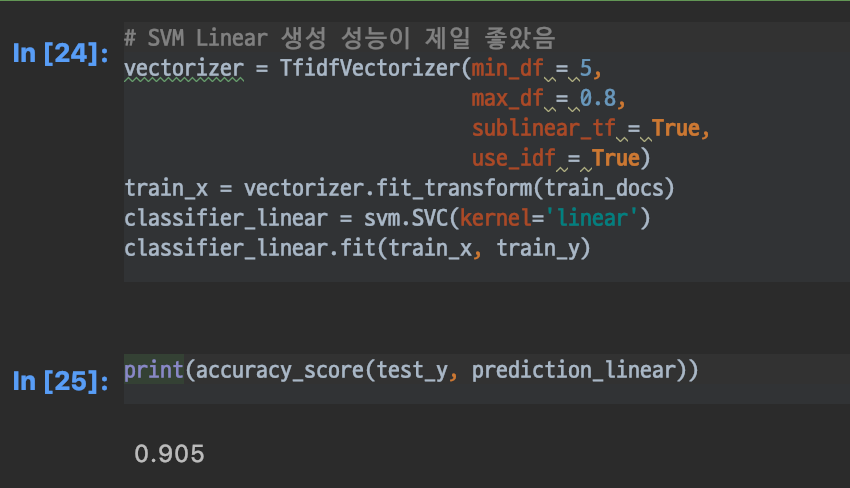 In [24]:
# SVM Linear 생성 성능이 제일 좋았음
vectorizer = TfidfVectorizer(min_df = 5,
                             max_df = 0.8,
                             sublinear_tf = True,
                             use_idf = True)
train_x = vectorizer.fit_transform(train_docs)
classifier_linear = svm.SVC(kernel='linear')
classifier_linear.fit(train_x, train_y)
In [25]:
print(accuracy_score(test_y, prediction_linear))
0.905